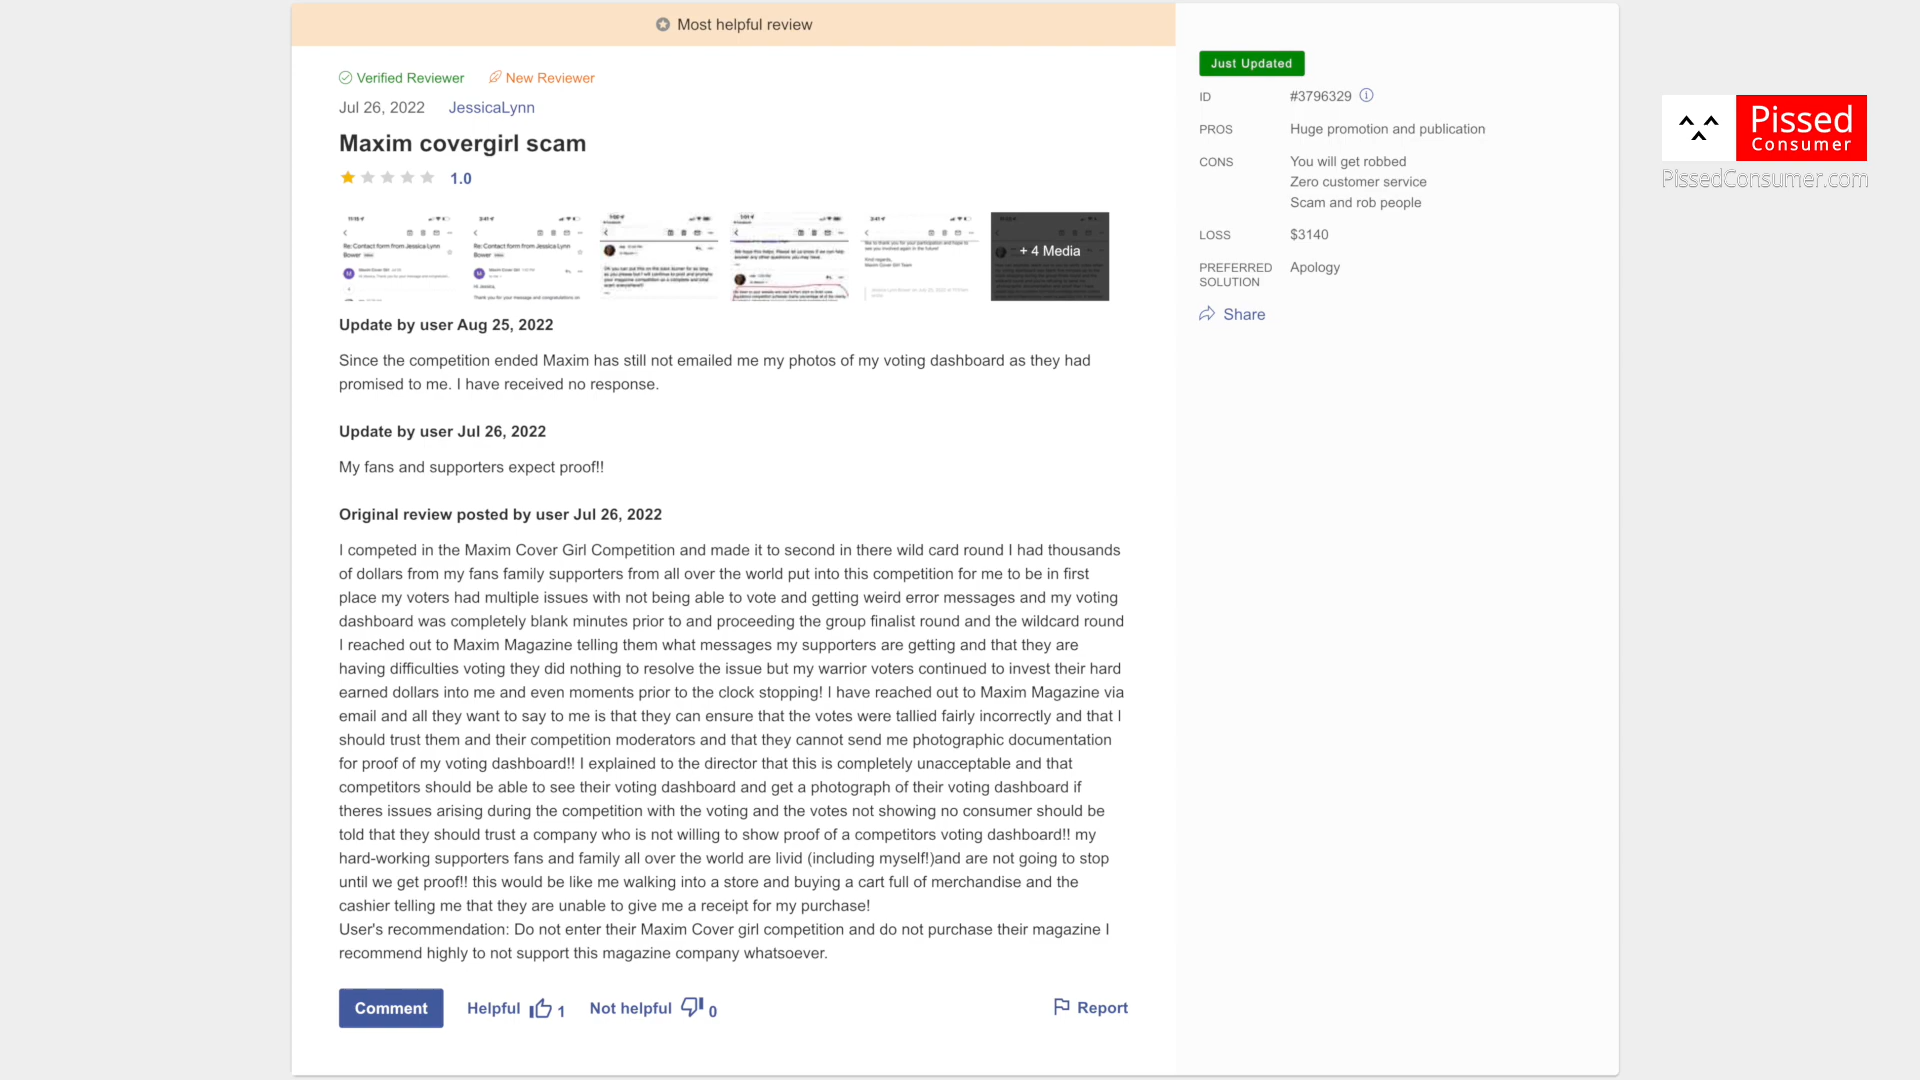 Most helpful review
Verified Reviewer New Reviewer
Jul 26, 2022 JessicaLynn
Maxim covergirl scam
1.0
Re: Contact form from Jessica Lynn
Bower
Re: Contact form from Jessica Lynn
Bower
+ 4 Media
Update by user Aug 25, 2022
Since the competition ended Maxim has still not emailed me my photos of my voting dashboard as they had
promised to me. I have received no response.
Update by user Jul 26, 2022
My fans and supporters expect proof!!
Original review posted by user Jul 26, 2022
I competed in the Maxim Cover Girl Competition and made it to second in there wild card round I had thousands
of dollars from my fans family supporters from all over the world put into this competition for me to be in first
place my voters had multiple issues with not being able to vote and getting weird error messages and my voting
dashboard was completely blank minutes prior to and proceeding the group finalist round and the wildcard round
I reached out to Maxim Magazine telling them what messages my supporters are getting and that they are
having difficulties voting they did nothing to resolve the issue but my warrior voters continued to invest their hard
earned dollars into me and even moments prior to the clock stopping! I have reached out to Maxim Magazine via
email and all they want to say to me is that they can ensure that the votes were tallied fairly incorrectly and that I
should trust them and their competition moderators and that they cannot send me photographic documentation
for proof of my voting dashboard!! I explained to the director that this is completely unacceptable and that
competitors should be able to see their voting dashboard and get a photograph of their voting dashboard if
theres issues arising during the competition with the voting and the votes not showing no consumer should be
told that they should trust a company who is not willing to show proof of a competitors voting dashboard!! my
hard-working supporters fans and family all over the world are livid (including myself!)and are not going to stop
until we get proof!! this would be like me walking into a store and buying a cart full of merchandise and the
cashier telling me that they are unable to give me a receipt for my purchase!
User's recommendation: Do not enter their Maxim Cover girl competition and do not purchase their magazine I
recommend highly to not support this magazine company whatsoever.
Comment Helpful 1 Not helpful 0 Report
Just Updated
ID #3796329
PROS Huge promotion and publication
CONS You will get robbed
Zero customer service
Scam and rob people
LOSS $3140
PREFERRED Apology
SOLUTION
Share
Pissed
Consumer
PissedConsumer.com